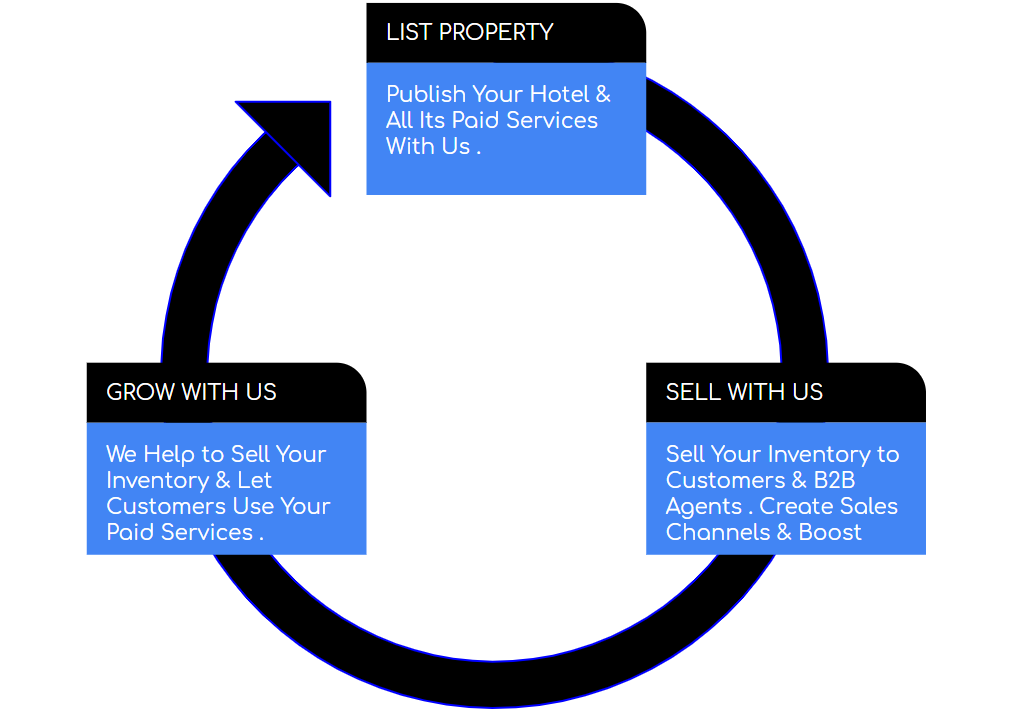 LIST PROPERTY
Publish Your Hotel &
All Its Paid Services
With Us .
GROW WITH US
We Help to Sell Your
Inventory & Let
Customers Use Your
Paid Services .
SELL WITH US
Sell Your Inventory to
Customers & B2B
Agents . Create Sales
Channels & Boost